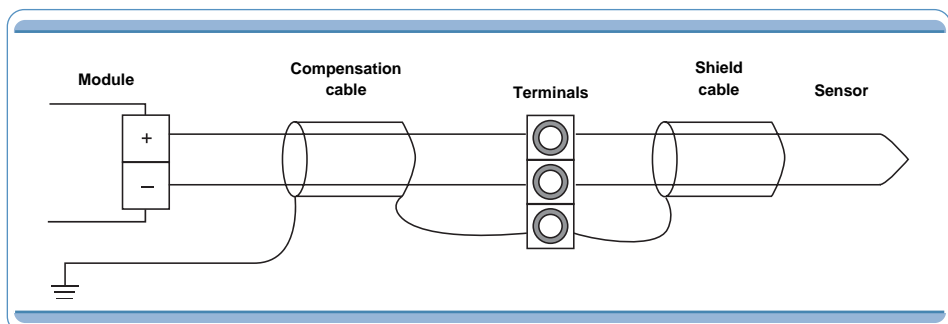 Module
Compensation
cable
Terminals
Shield
cable
Sensor
+
−